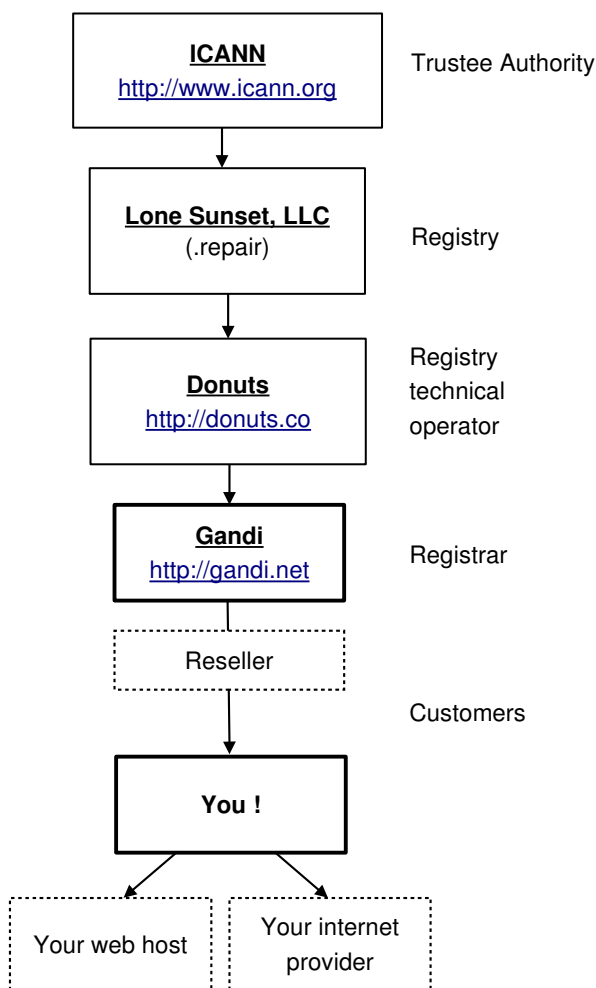 ICANN
http://www.icann.org
Trustee Authority
Lone Sunset, LLC
(.repair)
Registry
Donuts
http://donuts.co
Registry
technical
operator
Gandi
http://gandi.net
Registrar
Reseller
Customers
You !
Your web host
Your internet
provider